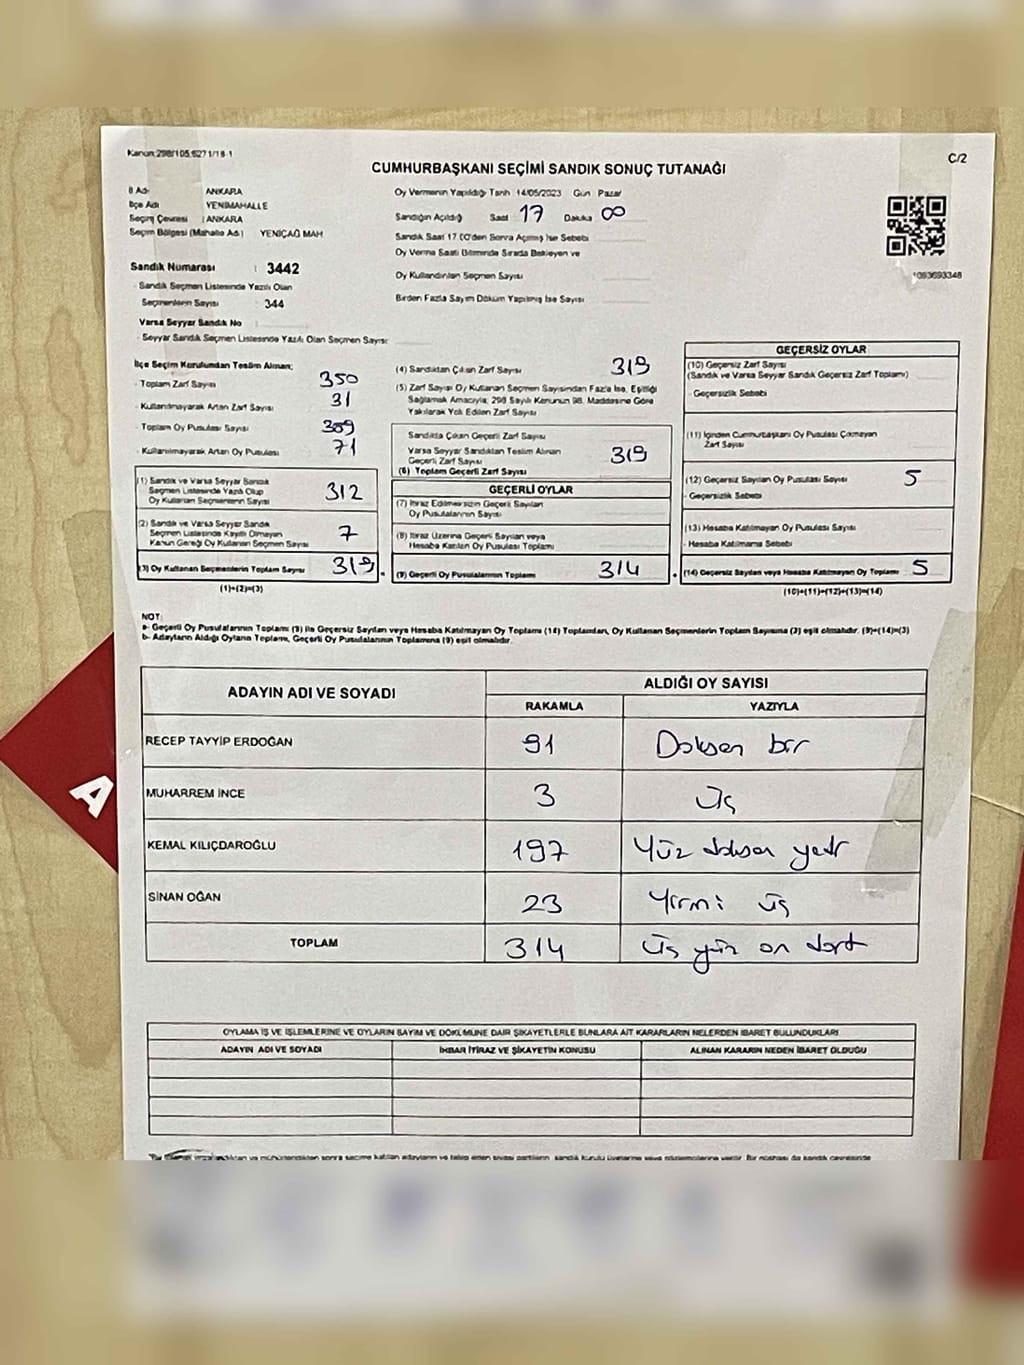 Kanun:298/105,6271/18-1
C/2
CUMHURBAŞKANI SEÇİMİ SANDIK SONUÇ TUTANAĞI
İl Adı ANKARA
İlçe Adı YENİMAHALLE
Seçim Çevresi : ANKARA
Seçim Bölgesi (Mahalle Adı) YENİÇAĞ MAH
Sandık Numarası : 3442
Sandık Seçmen Listesinde Yazılı Olan
Seçmenlerin Sayısı : 344
Varsa Seyyar Sandık No :
Seyyar Sandık Seçmen Listesinde Yazılı Olan Seçmen Sayısı
Oy Vermenin Yapıldığı Tarih 14/05/2023 Gün Pazar
Sandığın Açıldığı Saat 17 Dakika 00
Sandık Saat 17.00'den Sonra Açılmış İse Sebebi
Oy Verme Saati Bitiminde Sırada Bekleyen ve
Oy Kullandırılan Seçmen Sayısı
Birden Fazla Sayım Döküm Yapılmış İse Sayısı
1093693348
İlçe Seçim Kurulundan Teslim Alınan;
Toplam Zarf Sayısı 350
Kullanılmayarak Artan Zarf Sayısı 31
Toplam Oy Pusulası Sayısı 389
Kullanılmayarak Artan Oy Pusulası 71
(1) Sandık ve Varsa Seyyar Sandık
Seçmen Listesinde Yazılı Olup
Oy Kullanan Seçmenlerin Sayısı 312
(2) Sandık ve Varsa Seyyar Sandık
Seçmen Listesinde Kayıtlı Olmayan
Kanun Gereği Oy Kullanan Seçmen Sayısı 7
(3) Oy Kullanan Seçmenlerin Toplam Sayısı 319
(1)+(2)=(3)
(4) Sandıktan Çıkan Zarf Sayısı 319
(5) Zarf Sayısı Oy Kullanan Seçmen Sayısından Fazla İse, Eşitliği
Sağlamak Amacıyla; 298 Sayılı Kanunun 98. Maddesine Göre
Yakılarak Yok Edilen Zarf Sayısı
Sandıkta Çıkan Geçerli Zarf Sayısı
Varsa Seyyar Sandıktan Teslim Alınan
Geçerli Zarf Sayısı
(6) Toplam Geçerli Zarf Sayısı 319
GEÇERLİ OYLAR
(7) İtiraz Edilmeksizin Geçerli Sayılan
Oy Pusulalarının Sayısı
(8) İtiraz Üzerine Geçerli Sayılan veya
Hesaba Katılan Oy Pusulası Toplamı
(9) Geçerli Oy Pusulalarının Toplamı 314
GEÇERSİZ OYLAR
(10) Geçersiz Zarf Sayısı
(Sandık ve Varsa Seyyar Sandık Geçersiz Zarf Toplamı)
- Geçersizlik Sebebi
(11) İçinden Cumhurbaşkanı Oy Pusulası Çıkmayan
Zarf Sayısı
(12) Geçersiz Sayılan Oy Pusulası Sayısı 5
- Geçersizlik Sebebi
(13) Hesaba Katılmayan Oy Pusulası Sayısı
- Hesaba Katılmama Sebebi
(14) Geçersiz Sayılan veya Hesaba Katılmayan Oy Toplamı 5
(10)+(11)+(12)+(13)=(14)
NOT:
a- Geçerli Oy Pusulalarının Toplamı (9) ile Geçersiz Sayılan veya Hesaba Katılmayan Oy Toplamı (14) Toplamları, Oy Kullanan Seçmenlerin Toplam Sayısına (3) eşit olmalıdır. (9)+(14)=(3)
b- Adayların Aldığı Oyların Toplamı, Geçerli Oy Pusulalarının Toplamına (9) eşit olmalıdır.
ADAYIN ADI VE SOYADI
ALDIĞI OY SAYISI
RAKAMLA YAZIYLA
RECEP TAYYİP ERDOĞAN 91 Doksan bir
MUHARREM İNCE 3 Üç
KEMAL KILIÇDAROĞLU 197 Yüz doksan yedi
SİNAN OĞAN 23 Yirmi üç
TOPLAM 314 Üç yüz on dört
OYLAMA İŞ VE İŞLEMLERİNE VE OYLARIN SAYIM VE DÖKÜMÜNE DAİR ŞİKAYETLERLE BUNLARA AİT KARARLARIN NELERDEN İBARET BULUNDUKLARI
ADAYIN ADI VE SOYADI İHBAR İTİRAZ VE ŞİKAYETİN KONUSU ALINAN KARARIN NEDEN İBARET OLDUĞU
A